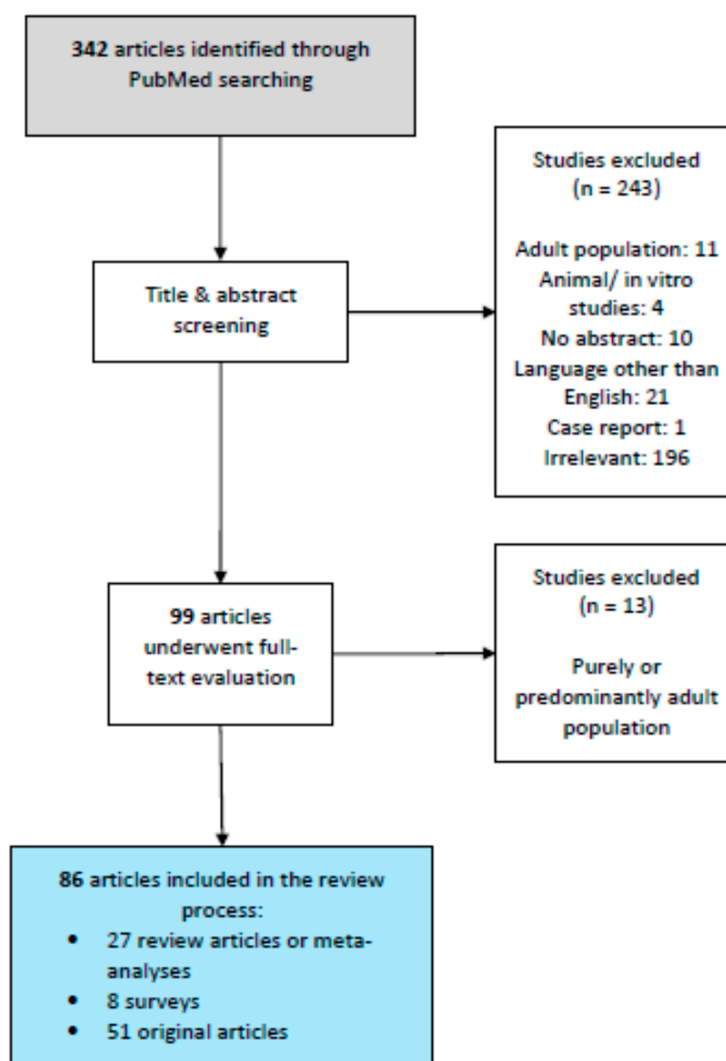 342 articles identified through
PubMed searching
Studies excluded
(n = 243)
Adult population: 11
Animal/ in vitro
studies: 4
No abstract: 10
Language other than
English: 21
Case report: 1
Irrelevant: 196
Title & abstract
screening
99 articles
underwent full-
text evaluation
Studies excluded
(n = 13)
Purely or
predominantly adult
population
86 articles included in the review
process:
• 27 review articles or meta-
analyses
• 8 surveys
• 51 original articles